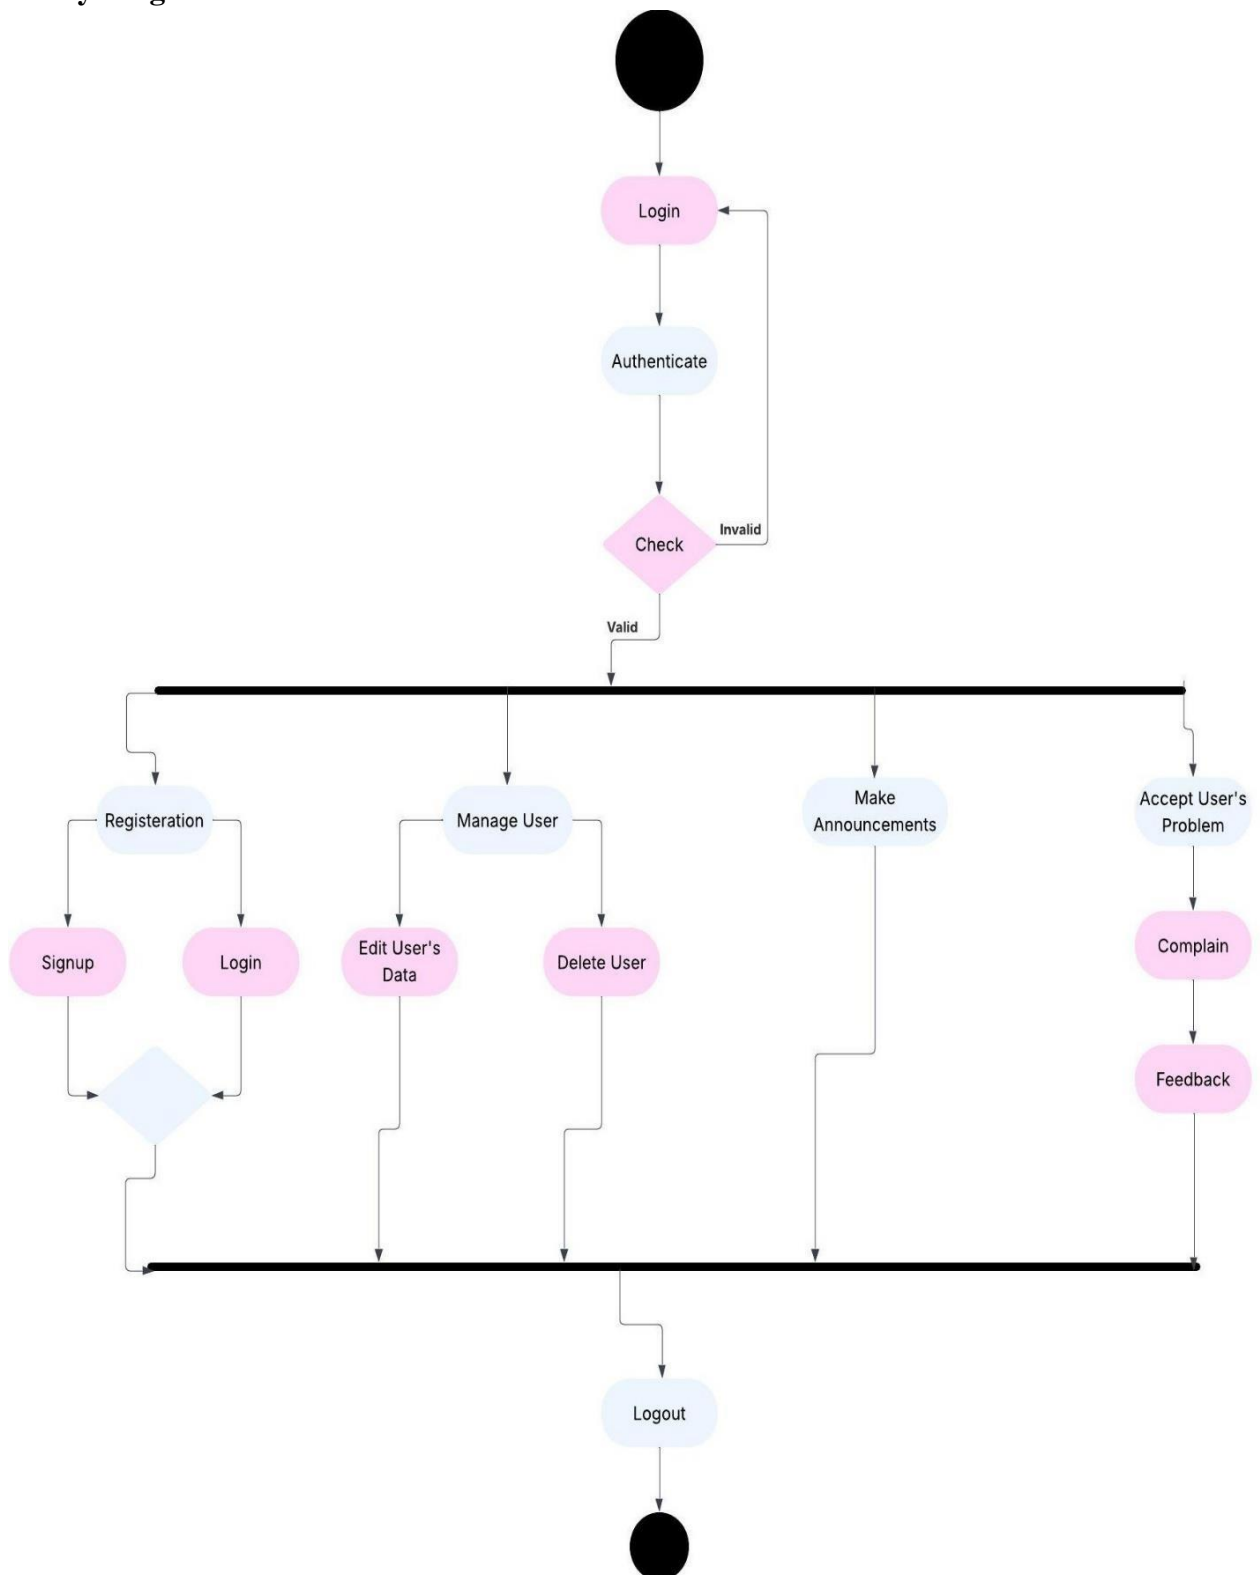 Login
Authenticate
Check
Invalid
Valid
Registeration
Manage User
Make
Announcements
Accept User's
Problem
Signup
Login
Edit User's
Data
Delete User
Complain
Feedback
Logout